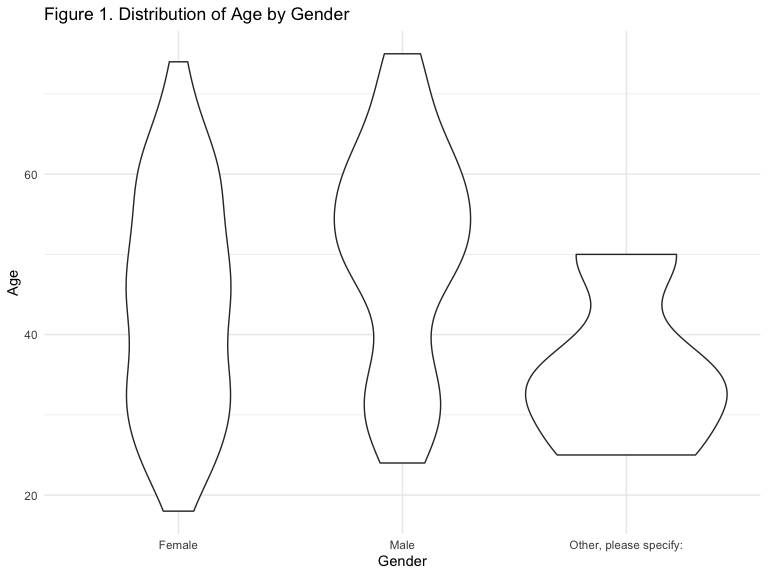 Figure 1. Distribution of Age by Gender
60
40
20
Age
Female
Male
Other, please specify:
Gender